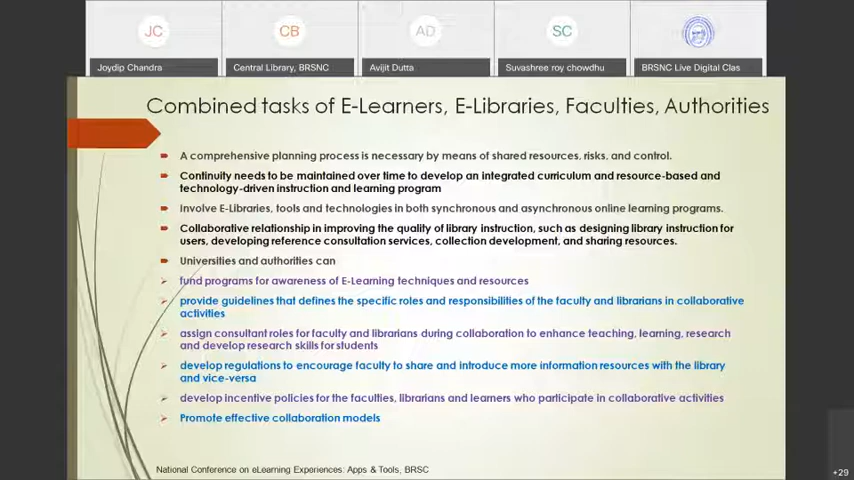 JC
CB
AD
SC
Joydip Chandra
Central Library, BRSNC
Avijit Dutta
Suvashree roy chowdhu
BRSNC Live Digital Clas
Combined tasks of E-Learners, E-Libraries, Faculties, Authorities
A comprehensive planning process is necessary by means of shared resources, risks, and control.
Continuity needs to be maintained over time to develop an integrated curriculum and resource-based and
technology-driven instruction and learning program
Involve E-Libraries, tools and technologies in both synchronous and asynchronous online learning programs.
Collaborative relationship in improving the quality of library instruction, such as designing library instruction for
users, developing reference consultation services, collection development, and sharing resources.
Universities and authorities can
fund programs for awareness of E-Learning techniques and resources
provide guidelines that defines the specific roles and responsibilities of the faculty and librarians in collaborative
activities
assign consultant roles for faculty and librarians during collaboration to enhance teaching, learning, research
and develop research skills for students
develop regulations to encourage faculty to share and introduce more information resources with the library
and vice-versa
develop incentive policies for the faculties, librarians and learners who participate in collaborative activities
Promote effective collaboration models
National Conference on eLearning Experiences: Apps & Tools, BRSC
+29